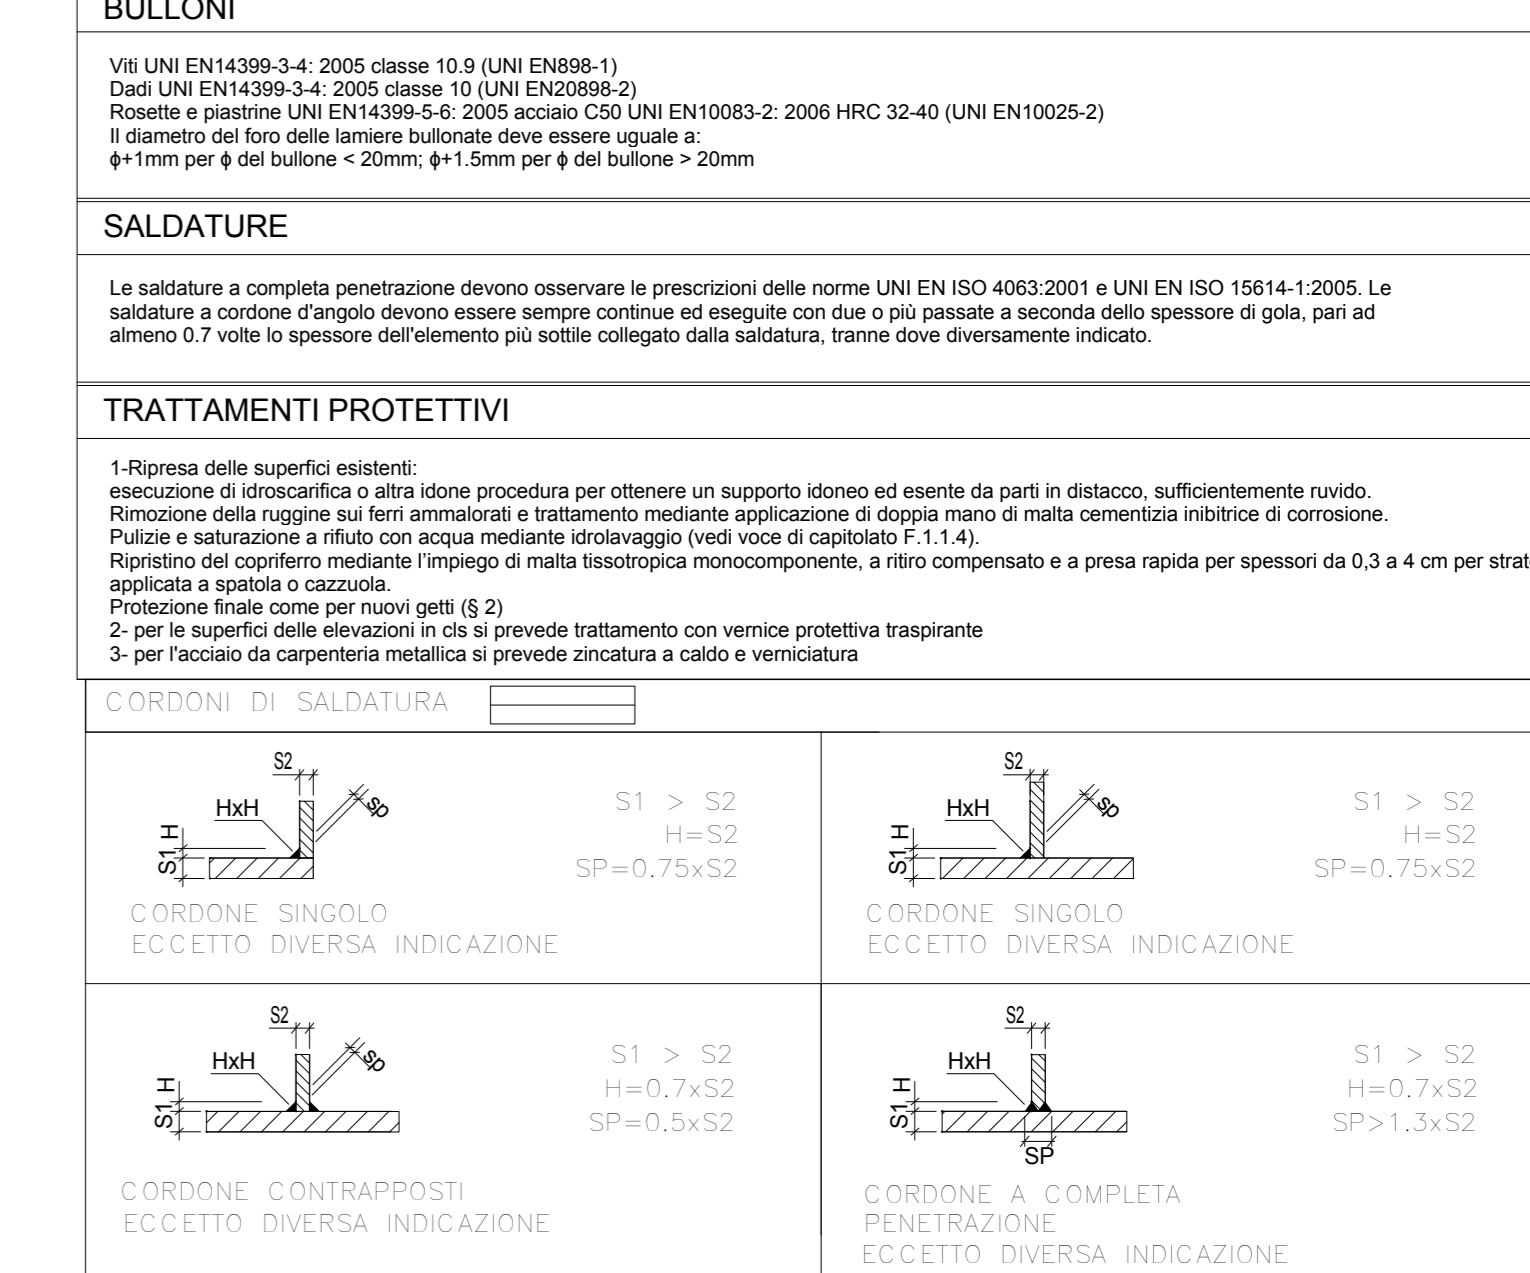 BULLONI
Viti UNI EN14399-3-4: 2005 classe 10.9 (UNI EN898-1)
Dadi UNI EN14399-3-4: 2005 classe 10 (UNI EN20898-2)
Rosette e piastrine UNI EN14399-5-6: 2005 acciaio C50 UNI EN10083-2: 2006 HRC 32-40 (UNI EN10025-2)
Il diametro del foro delle lamiere bullonate deve essere uguale a:
ϕ+1mm per ϕ del bullone < 20mm; ϕ+1.5mm per ϕ del bullone > 20mm
SALDATURE
Le saldature a completa penetrazione devono osservare le prescrizioni delle norme UNI EN ISO 4063:2001 e UNI EN ISO 15614-1:2005. Le
saldature a cordone d'angolo devono essere sempre continue ed eseguite con due o più passate a seconda dello spessore di gola, pari ad
almeno 0.7 volte lo spessore dell'elemento più sottile collegato dalla saldatura, tranne dove diversamente indicato.
TRATTAMENTI PROTETTIVI
1-Ripresa delle superfici esistenti:
esecuzione di idroscarifica o altra idone procedura per ottenere un supporto idoneo ed esente da parti in distacco, sufficientemente ruvido.
Rimozione della ruggine sui ferri ammalorati e trattamento mediante applicazione di doppia mano di malta cementizia inibitrice di corrosione.
Pulizie e saturazione a rifiuto con acqua mediante idrolavaggio (vedi voce di capitolato F.1.1.4).
Ripristino del copriferro mediante l’impiego di malta tissotropica monocomponente, a ritiro compensato e a presa rapida per spessori da 0,3 a 4 cm per strato
applicata a spatola o cazzuola.
Protezione finale come per nuovi getti (§ 2)
2- per le superfici delle elevazioni in cls si prevede trattamento con vernice protettiva traspirante
3- per l'acciaio da carpenteria metallica si prevede zincatura a caldo e verniciatura
CORDONI DI SALDATURA
S2
HxH
sp
H
S1
S1 > S2
H=S2
SP=0.75xS2
CORDONE SINGOLO
ECCETTO DIVERSA INDICAZIONE
S2
HxH
sp
H
S1
S1 > S2
H=S2
SP=0.75xS2
CORDONE SINGOLO
ECCETTO DIVERSA INDICAZIONE
S2
HxH
sp
H
S1
S1 > S2
H=0.7xS2
SP=0.5xS2
CORDONE CONTRAPPOSTI
ECCETTO DIVERSA INDICAZIONE
S2
HxH
H
S1
SP
S1 > S2
H=0.7xS2
SP>1.3xS2
CORDONE A COMPLETA
PENETRAZIONE
ECCETTO DIVERSA INDICAZIONE